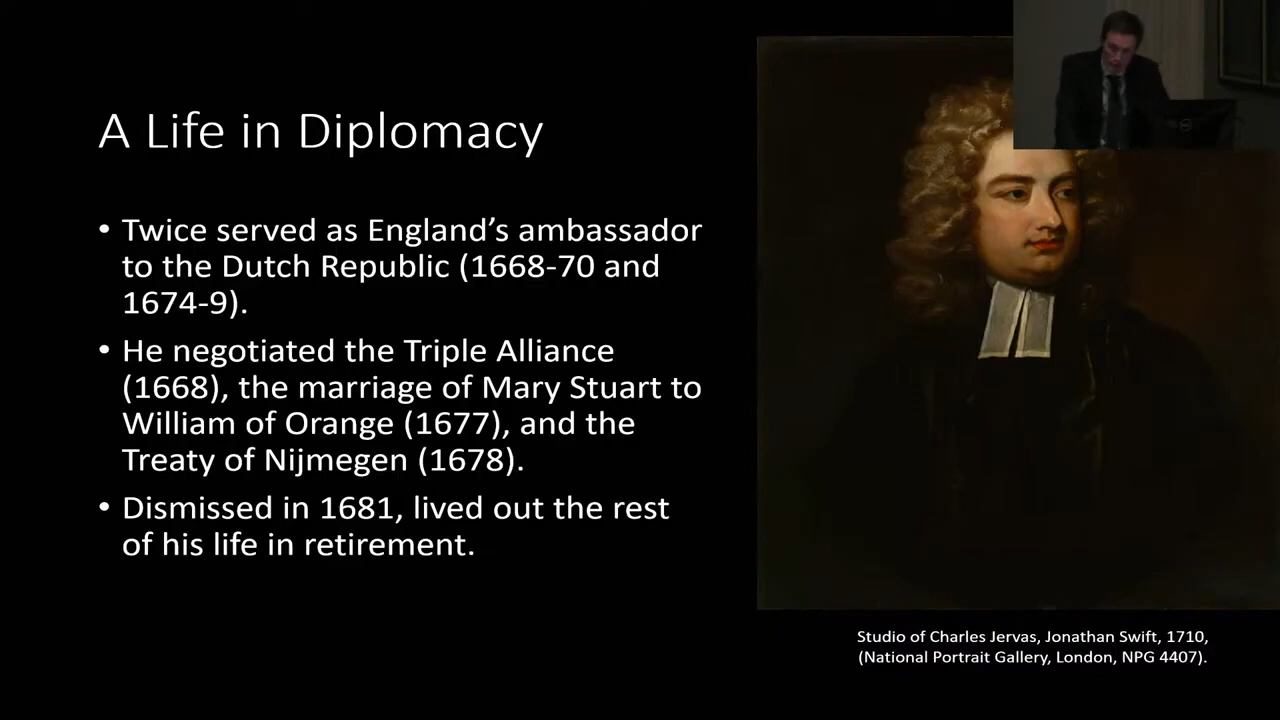 A Life in Diplomacy
• Twice served as England’s ambassador
to the Dutch Republic (1668-70 and
1674-9).
• He negotiated the Triple Alliance
(1668), the marriage of Mary Stuart to
William of Orange (1677), and the
Treaty of Nijmegen (1678).
• Dismissed in 1681, lived out the rest
of his life in retirement.
Studio of Charles Jervas, Jonathan Swift, 1710,
(National Portrait Gallery, London, NPG 4407).